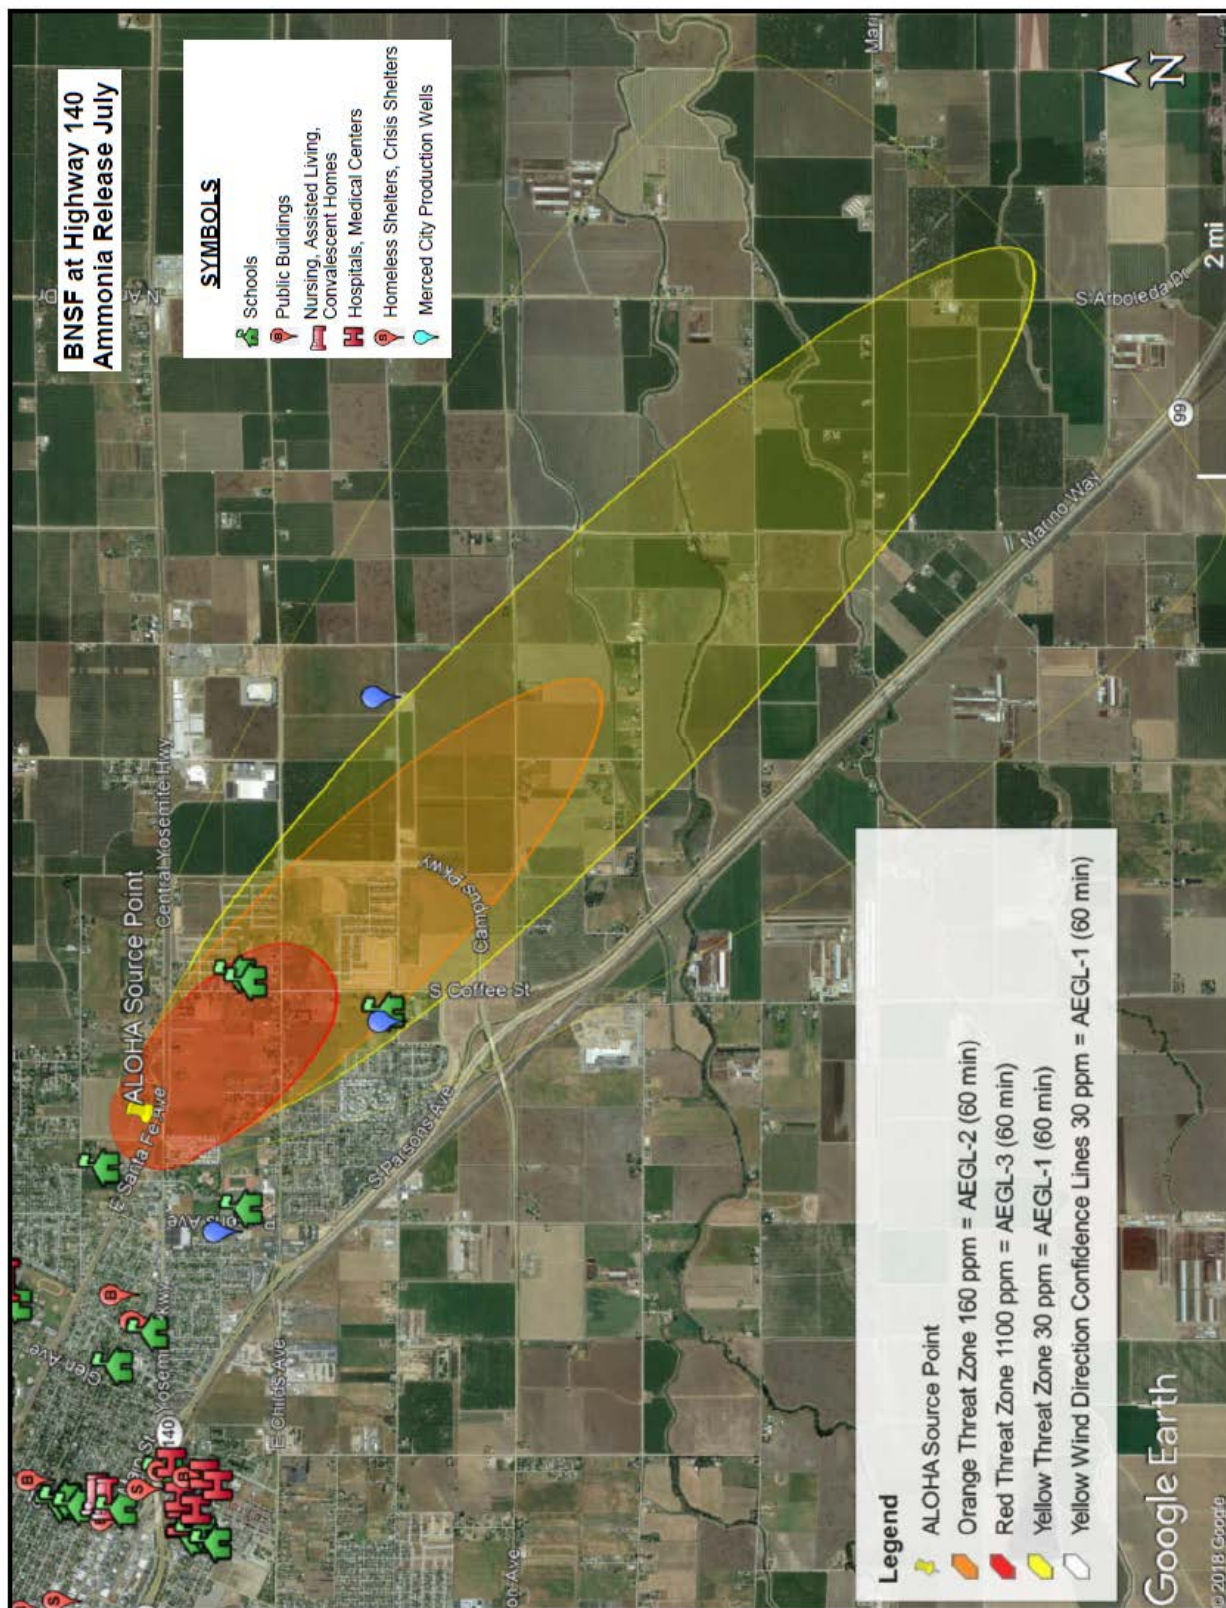 BNSF at Highway 140
Ammonia Release July
SYMBOLS
Schools
Public Buildings
Nursing, Assisted Living,
Convalescent Homes
Hospitals, Medical Centers
Homeless Shelters, Crisis Shelters
Merced City Production Wells
ALOHA Source Point
E Santa Fe Ave
Central Yosemite Hwy
Glen Ave
140
E Childs Ave
S Parsons Ave
S Coffee St
Campus Pkwy
Marino Way
99
S Arboleda Dr
N
2 mi
B
B
S
S
Legend
ALOHA Source Point
Orange Threat Zone 160 ppm = AEGL-2 (60 min)
Red Threat Zone 1100 ppm = AEGL-3 (60 min)
Yellow Threat Zone 30 ppm = AEGL-1 (60 min)
Yellow Wind Direction Confidence Lines 30 ppm = AEGL-1 (60 min)
Google Earth
© 2018 Google